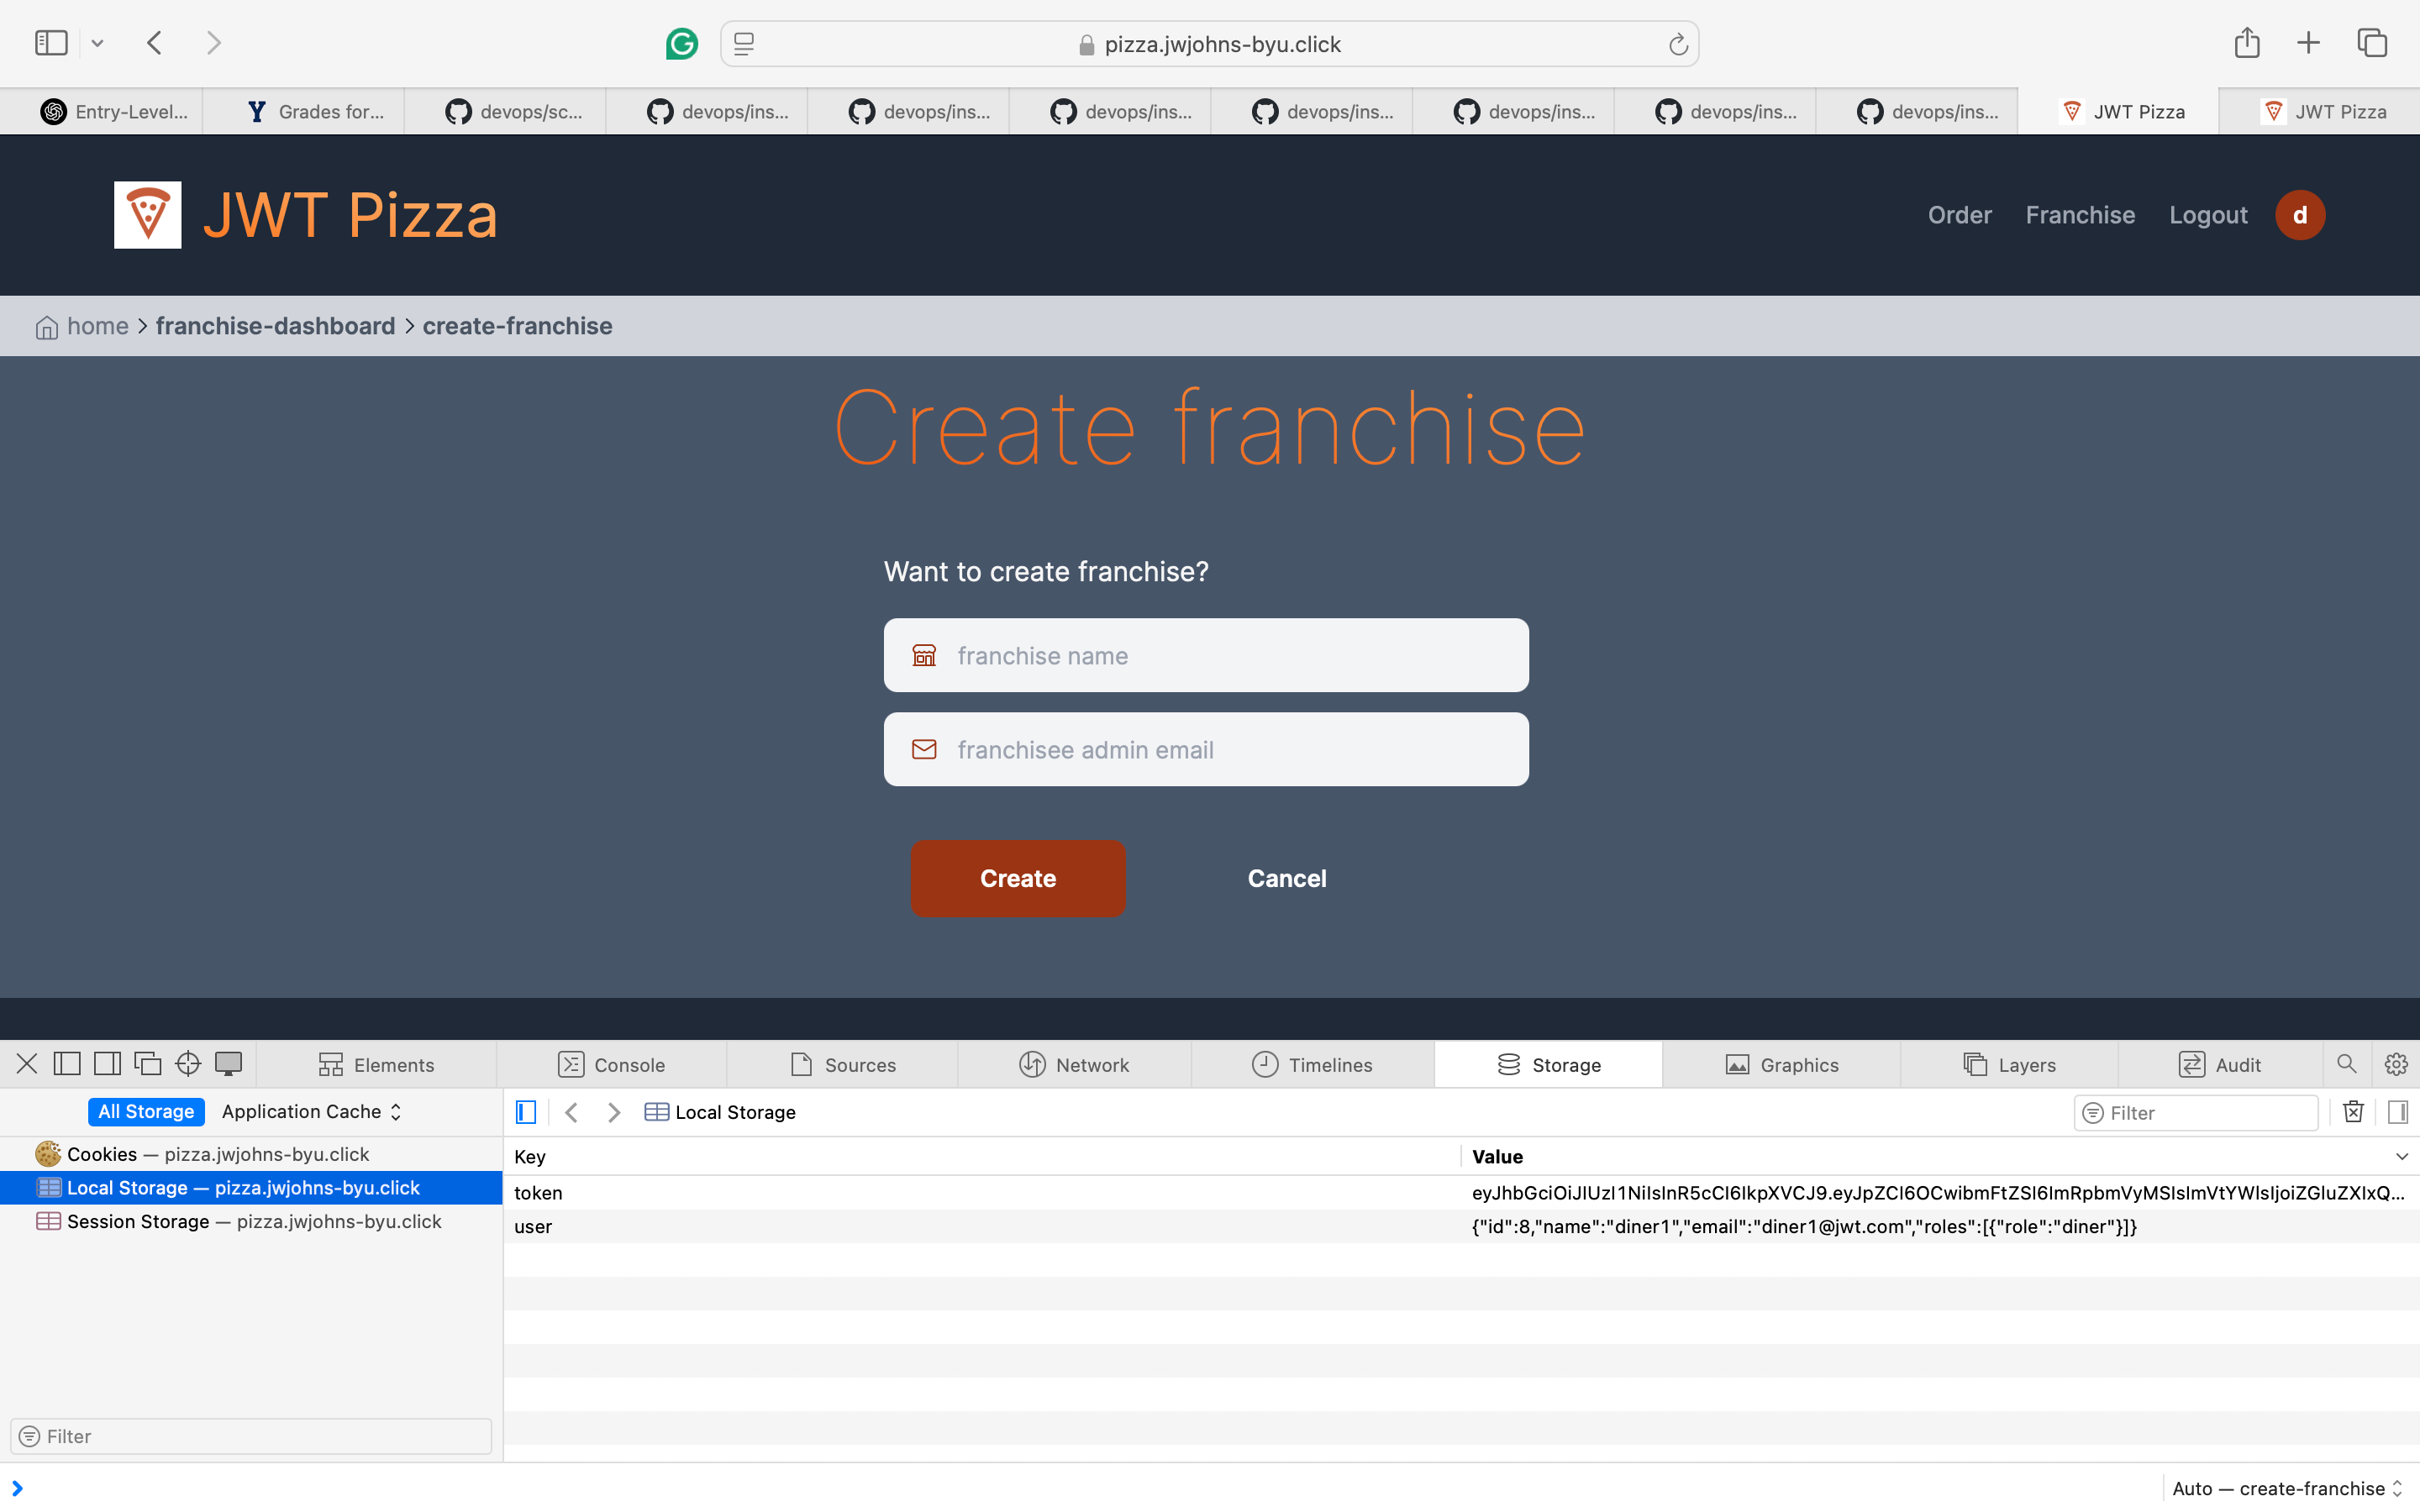 pizza.jwjohns-byu.click
Entry-Level... Grades for... devops/sc... devops/ins... devops/ins... devops/ins... devops/ins... devops/ins... devops/ins... devops/ins... JWT Pizza JWT Pizza
JWT Pizza Order Franchise Logout d
home > franchise-dashboard > create-franchise
Create franchise
Want to create franchise?
franchise name
franchisee admin email
Create Cancel
Elements Console Sources Network Timelines Storage Graphics Layers Audit
All Storage Application Cache Local Storage Filter
Cookies — pizza.jwjohns-byu.click
Local Storage — pizza.jwjohns-byu.click
Session Storage — pizza.jwjohns-byu.click
Key Value
token eyJhbGciOiJIUzI1NiIsInR5cCI6IkpXVCJ9.eyJpZCI6OCwibmFtZSI6ImRpbmVyMSIsImVtYWlsIjoiZGluZXIxQ...
user {"id":8,"name":"diner1","email":"diner1@jwt.com","roles":[{"role":"diner"}]}
Filter
Auto — create-franchise